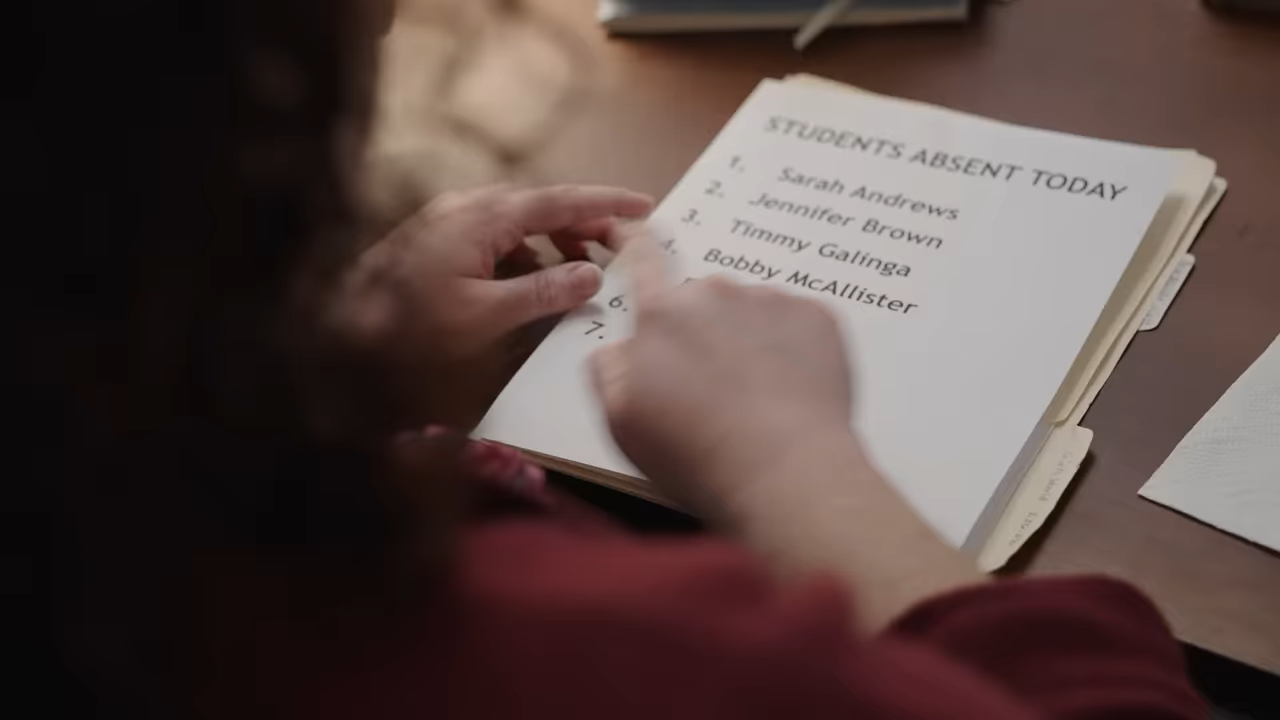 STUDENTS ABSENT TODAY
1. Sarah Andrews
2. Jennifer Brown
3. Timmy Galinga
4. Bobby McAllister
6.
7.